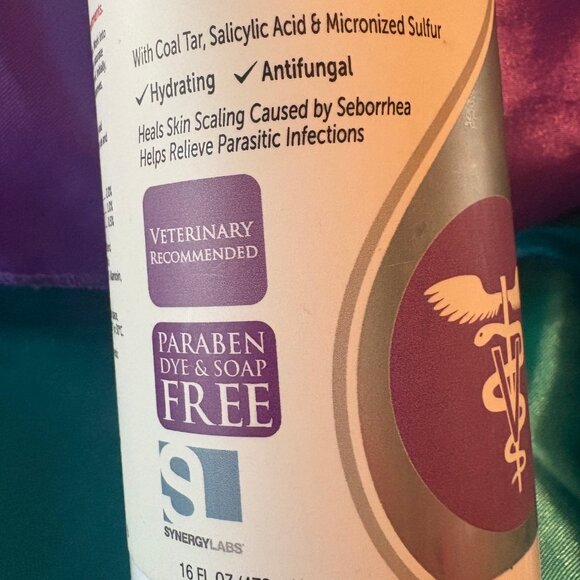 With Coal Tar, Salicylic Acid & Micronized Sulfur
✓Hydrating ✓Antifungal
Heals Skin Scaling Caused by Seborrhea
Helps Relieve Parasitic Infections
VETERINARY
RECOMMENDED
PARABEN
DYE & SOAP
FREE
S
SYNERGYLABS
16 FL OZ
V